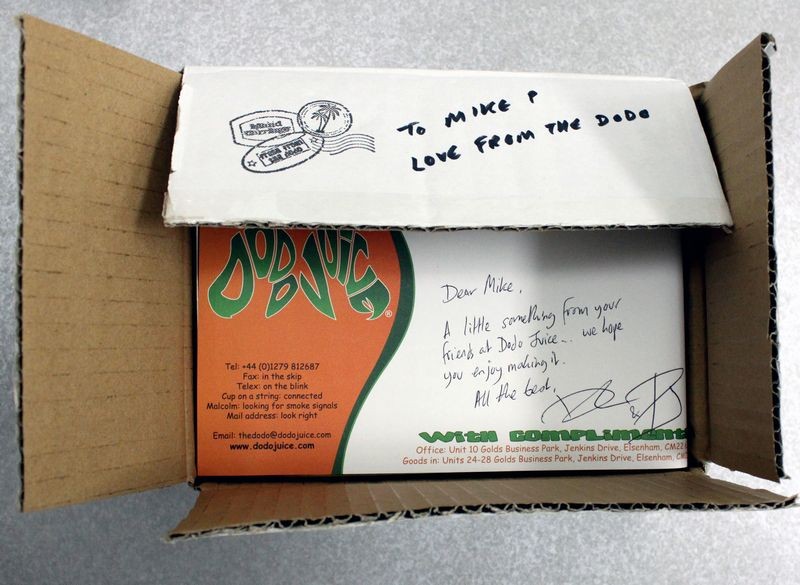 TO MIKE P
LOVE FROM THE DODO
DODO JUICE®
Dear Mike,
A little something from your
friends at Dodo Juice... we hope
you enjoy making it.
All the best,
&
Tel: +44 (0)1279 812687
Fax: in the skip
Telex: on the blink
Cup on a string: connected
Malcolm: looking for smoke signals
Mail address: look right
Email: thedodo@dodojuice.com
www.dodojuice.com
With compliment
Office: Unit 10 Golds Business Park, Jenkins Drive, Elsenham, CM22
Goods in: Units 24-28 Golds Business Park, Jenkins Drive, Elsenham,